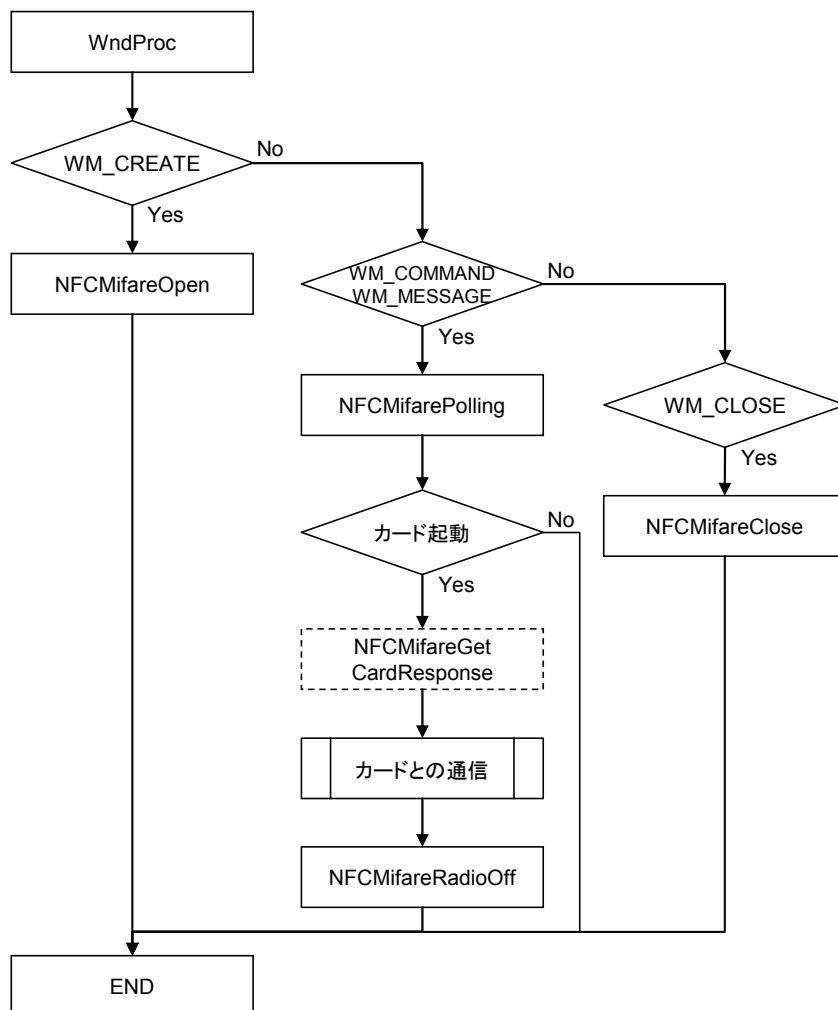 WndProc
WM_CREATE
No
Yes
NFCMifareOpen
WM_COMMAND
WM_MESSAGE
No
Yes
NFCMifarePolling
WM_CLOSE
Yes
NFCMifareClose
カード起動
No
Yes
NFCMifareGet
CardResponse
カードとの通信
NFCMifareRadioOff
END